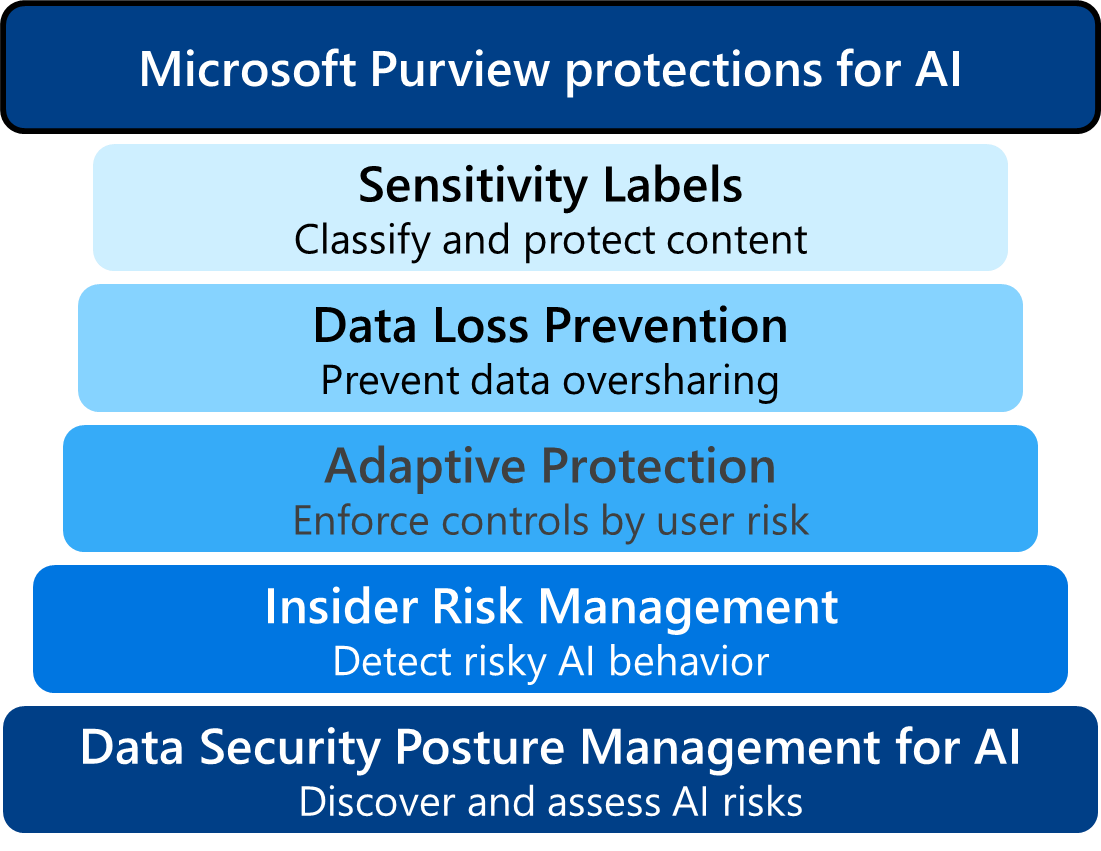 Microsoft Purview protections for AI
Sensitivity Labels
Classify and protect content
Data Loss Prevention
Prevent data oversharing
Adaptive Protection
Enforce controls by user risk
Insider Risk Management
Detect risky AI behavior
Data Security Posture Management for AI
Discover and assess AI risks